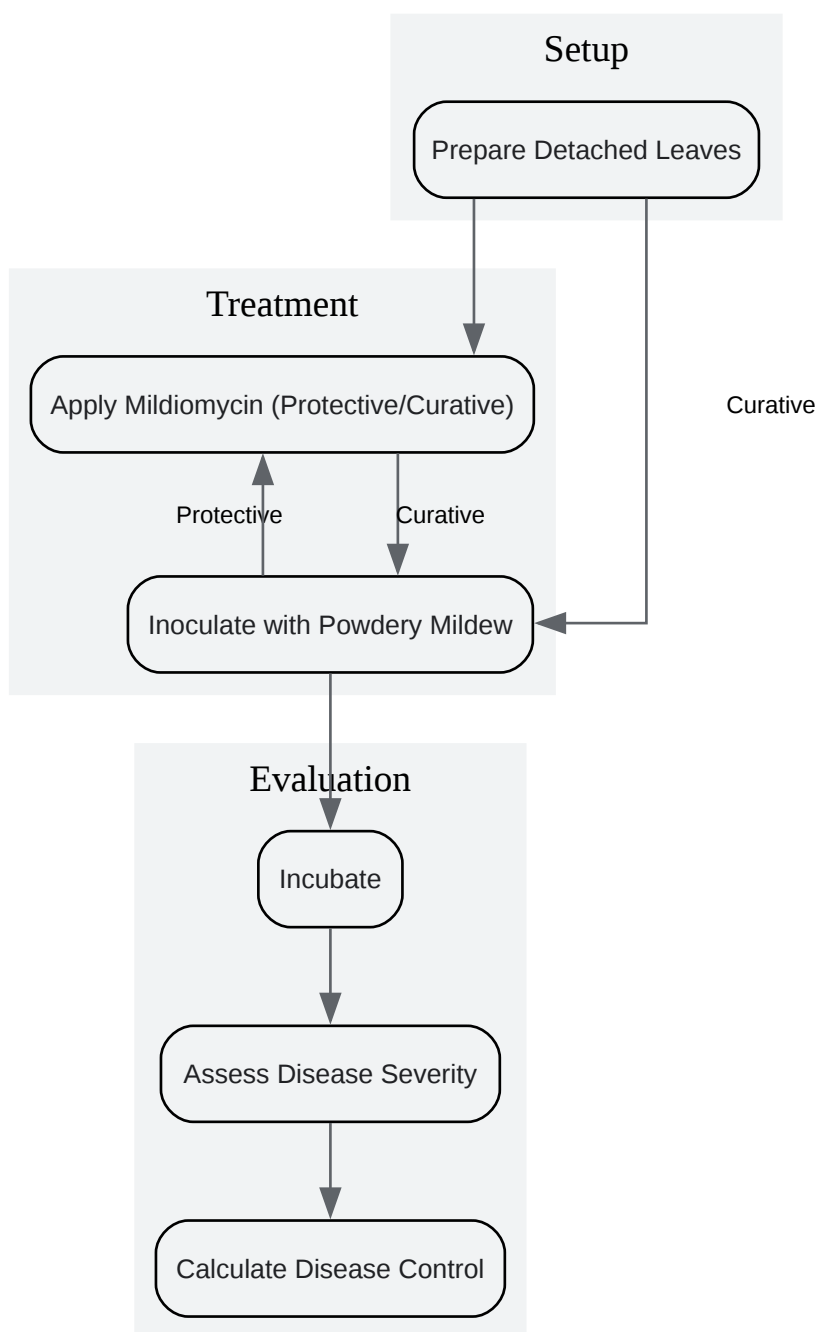 Setup
Prepare Detached Leaves
Treatment
Apply Mildiomycin (Protective/Curative)
Curative
Protective
Curative
Inoculate with Powdery Mildew
Evaluation
Incubate
Assess Disease Severity
Calculate Disease Control